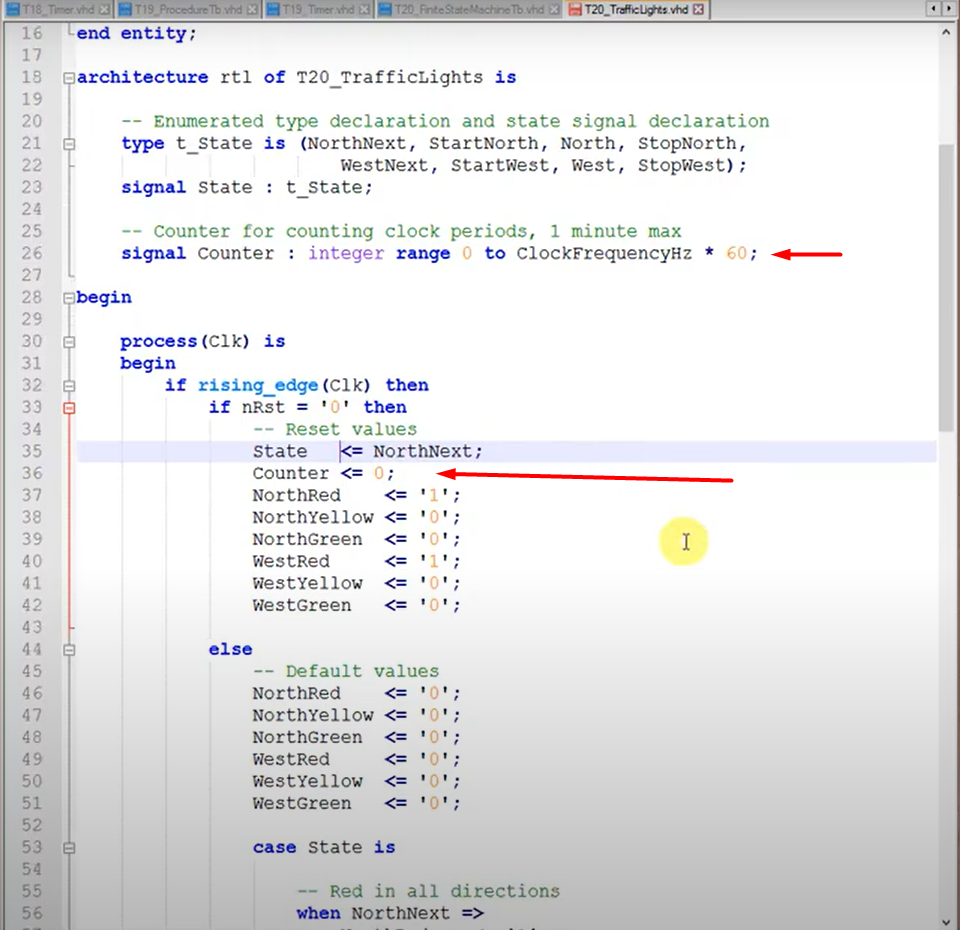 T18_Timer.vhd T19_ProcedureTb.vhd T19_Timer.vhd T20_FiniteStateMachineTb.vhd T20_TrafficLights.vhd
16 end entity;
17
18 architecture rtl of T20_TrafficLights is
19
20 -- Enumerated type declaration and state signal declaration
21 type t_State is (NorthNext, StartNorth, North, StopNorth,
22 WestNext, StartWest, West, StopWest);
23 signal State : t_State;
24
25 -- Counter for counting clock periods, 1 minute max
26 signal Counter : integer range 0 to ClockFrequencyHz * 60;
27
28 begin
29
30 process(Clk) is
31 begin
32 if rising_edge(Clk) then
33 if nRst = '0' then
34 -- Reset values
35 State <= NorthNext;
36 Counter <= 0;
37 NorthRed <= '1';
38 NorthYellow <= '0';
39 NorthGreen <= '0';
40 WestRed <= '1';
41 WestYellow <= '0';
42 WestGreen <= '0';
43
44 else
45 -- Default values
46 NorthRed <= '0';
47 NorthYellow <= '0';
48 NorthGreen <= '0';
49 WestRed <= '0';
50 WestYellow <= '0';
51 WestGreen <= '0';
52
53 case State is
54
55 -- Red in all directions
56 when NorthNext =>